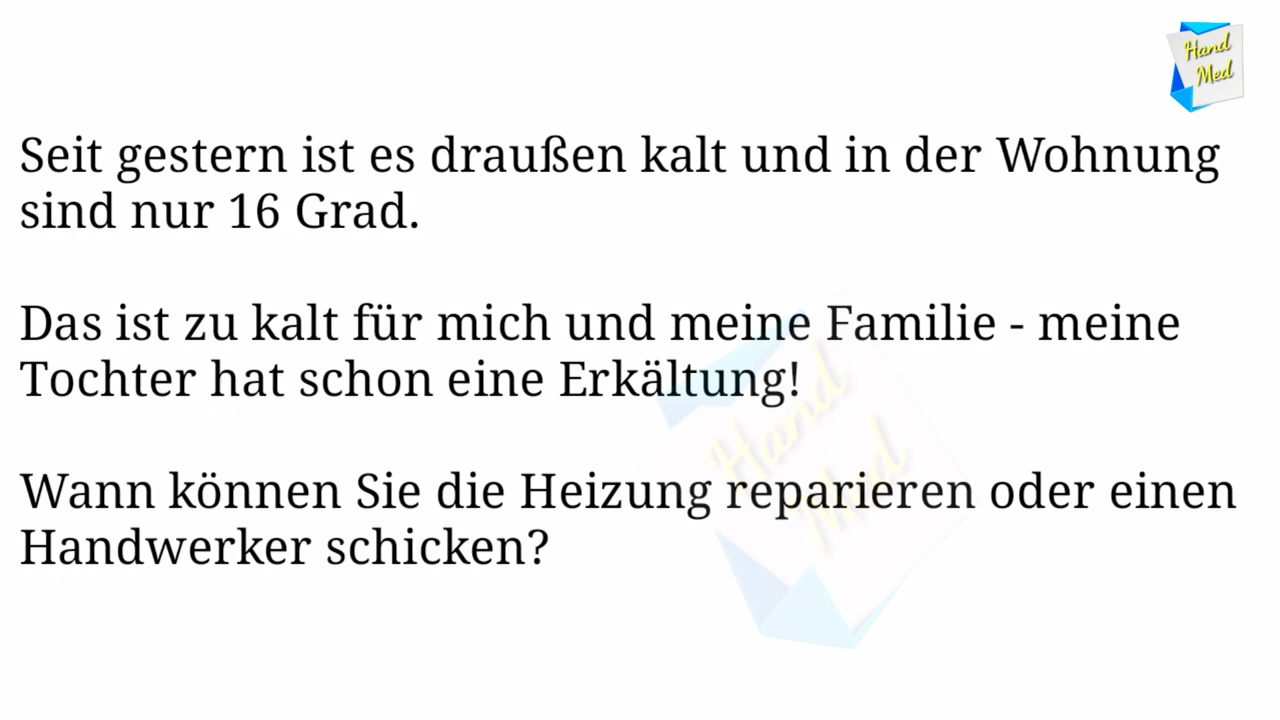 Hand
Med
Seit gestern ist es draußen kalt und in der Wohnung
sind nur 16 Grad.
Das ist zu kalt für mich und meine Familie - meine
Tochter hat schon eine Erkältung!
Wann können Sie die Heizung reparieren oder einen
Handwerker schicken?
Hand
Med